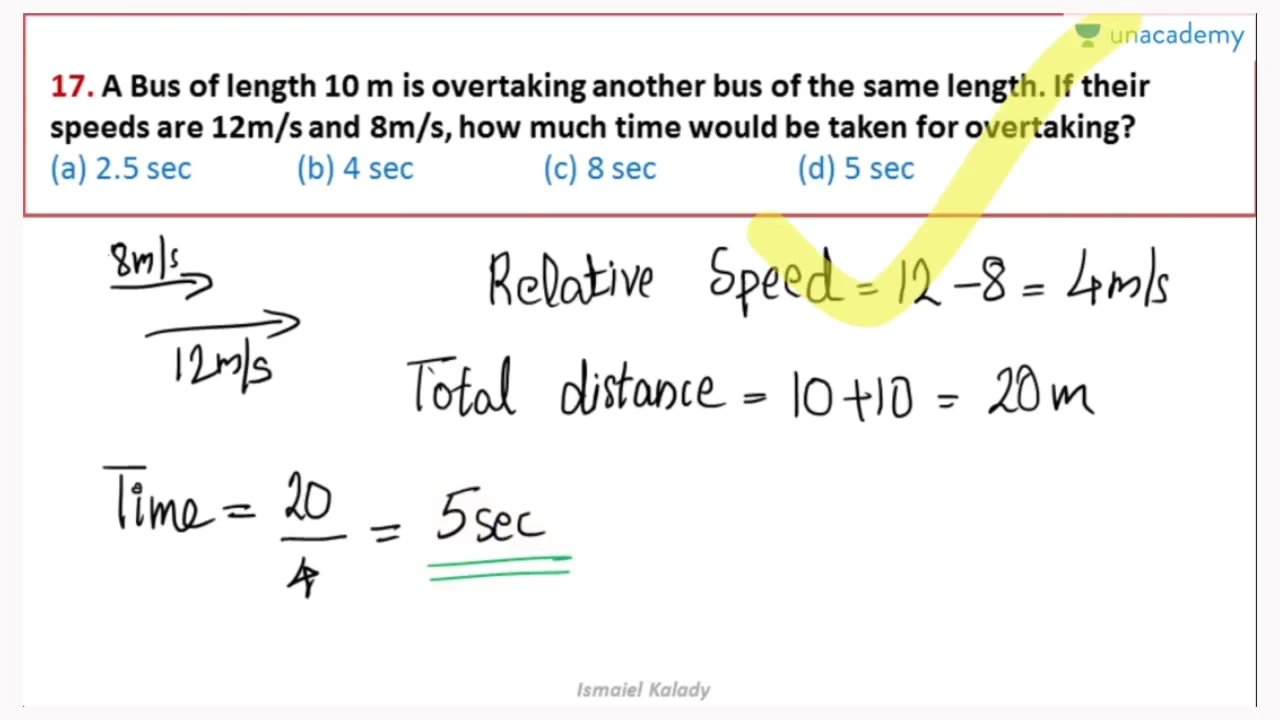 unacademy
17. A Bus of length 10 m is overtaking another bus of the same length. If their
speeds are 12m/s and 8m/s, how much time would be taken for overtaking?
(a) 2.5 sec (b) 4 sec (c) 8 sec (d) 5 sec
8m/s
12m/s
Relative Speed = 12 - 8 = 4m/s
Total distance = 10 + 10 = 20m
Time = 20/4 = 5 sec
Ismaiel Kalady